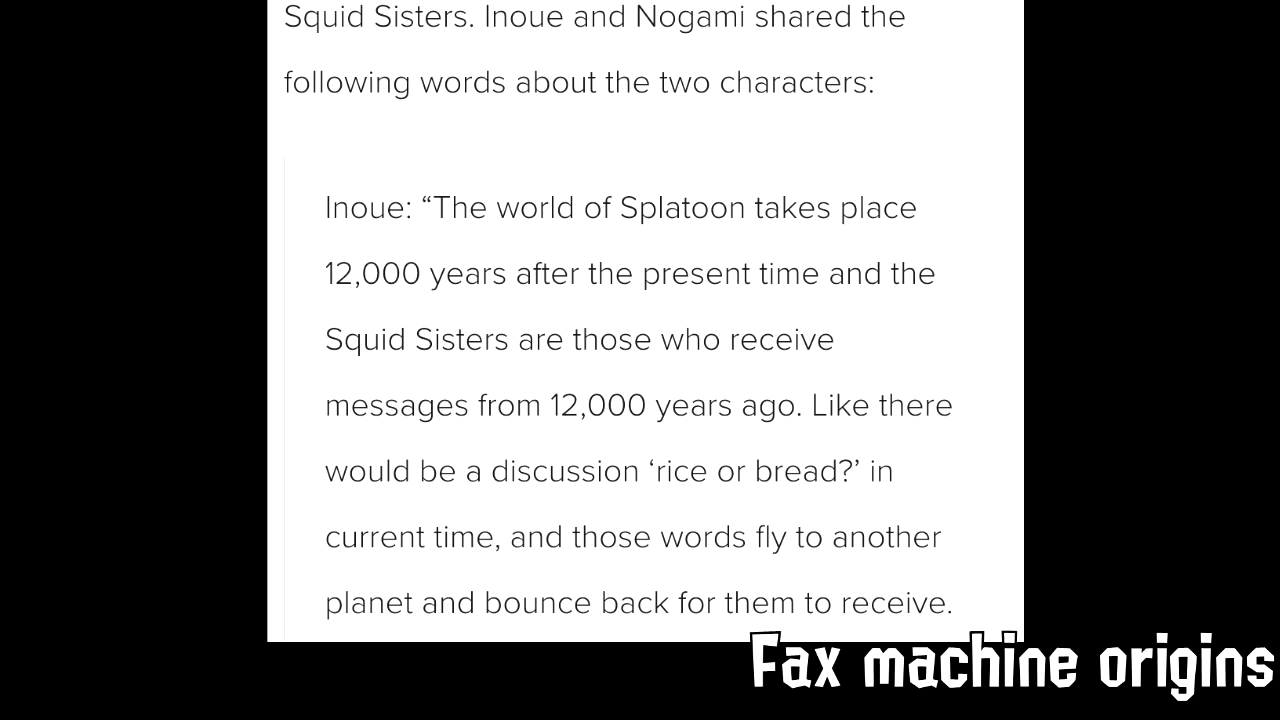 Squid Sisters. Inoue and Nogami shared the
following words about the two characters:
Inoue: “The world of Splatoon takes place
12,000 years after the present time and the
Squid Sisters are those who receive
messages from 12,000 years ago. Like there
would be a discussion ‘rice or bread?’ in
current time, and those words fly to another
planet and bounce back for them to receive.
Fax machine origins